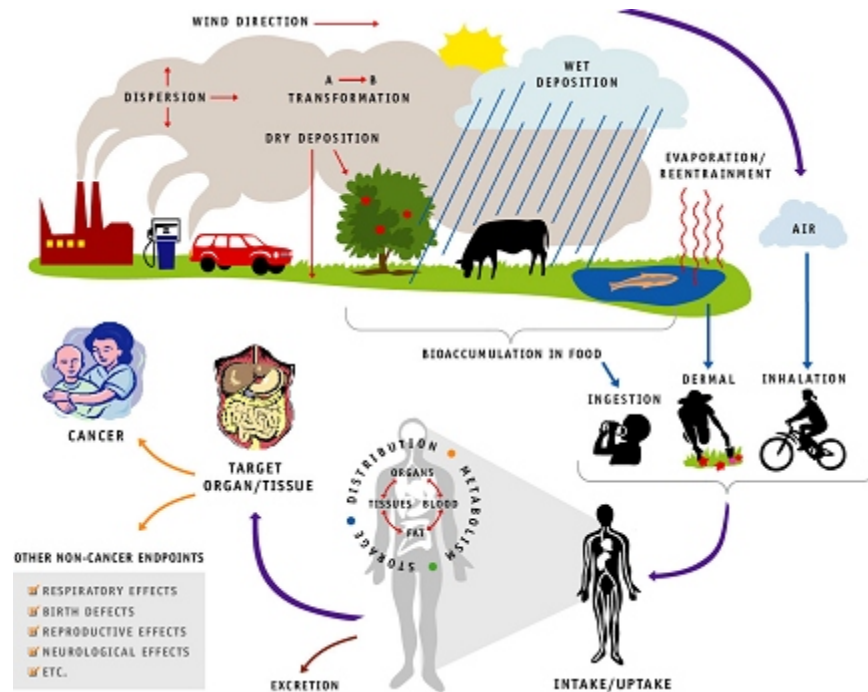 WIND DIRECTION
WET
DEPOSITION
A B
TRANSFORMATION
DISPERSION
DRY DEPOSITION
EVAPORATION/
REENTRAINMENT
AIR
BIOACCUMULATION IN FOOD
INGESTION
DERMAL
INHALATION
CANCER
TARGET
ORGAN/TISSUE
DISTRIBUTION
METABOLISM
STORAGE
ORGANS
TISSUES BLOOD
FAT
OTHER NON-CANCER ENDPOINTS
RESPIRATORY EFFECTS
BIRTH DEFECTS
REPRODUCTIVE EFFECTS
NEUROLOGICAL EFFECTS
ETC.
EXCRETION
INTAKE/UPTAKE